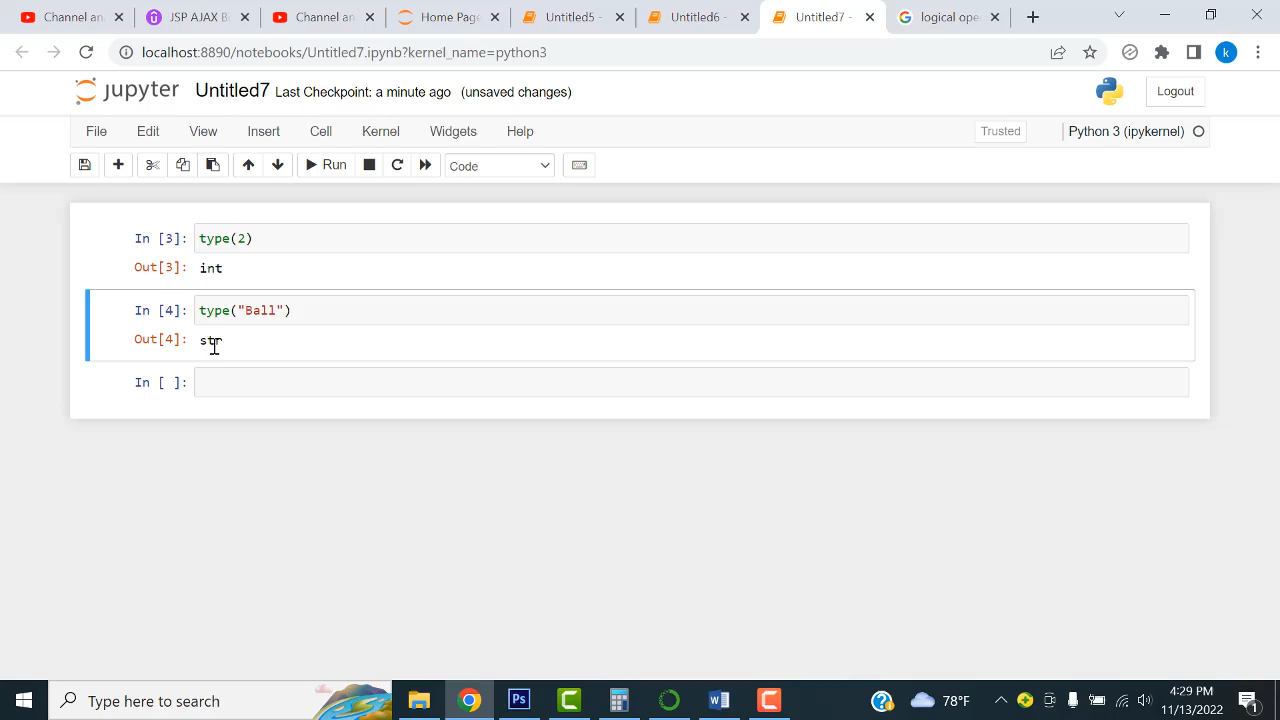 Channel an
JSP AJAX B
Channel an
Home Page
Untitled5 -
Untitled
Untitled7 -
logical ope
localhost:8890/notebooks/Untitled7.ipynb?kernel_name=python3
k
jupyter Untitled7 Last Checkpoint: a minute ago (unsaved changes)
Logout
File Edit View Insert Cell Kernel Widgets Help
Trusted
Python 3 (ipykernel)
Run
Code
In [3]: type(2)
Out[3]: int
In [4]: type("Ball")
Out[4]: str
In [ ]:
Type here to search
Ps
W
78°F
4:29 PM
11/13/2022
1